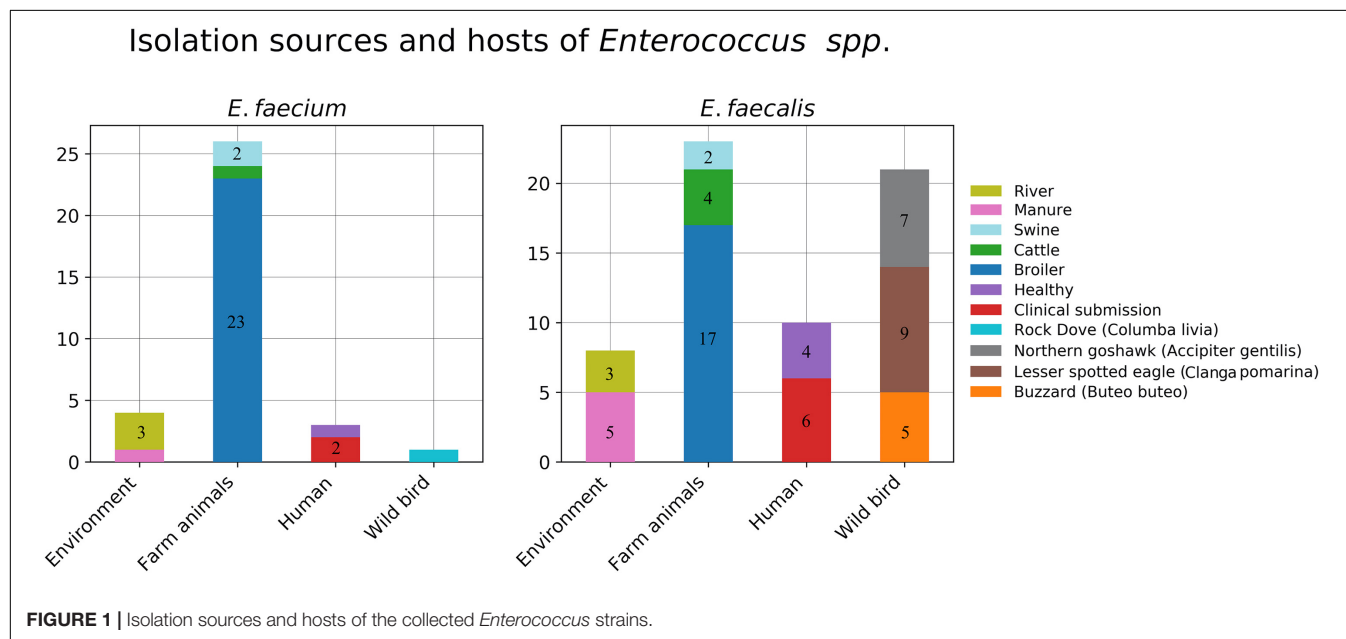 Isolation sources and hosts of Enterococcus spp.
E. faecium
25
20
15
10
5
0
3
23
2
2
Environment
Farm animals
Human
Wild bird
E. faecalis
20
15
10
5
0
3
5
2
4
17
4
6
7
9
5
Environment
Farm animals
Human
Wild bird
River
Manure
Swine
Cattle
Broiler
Healthy
Clinical submission
Rock Dove (Columba livia)
Northern goshawk (Accipiter gentilis)
Lesser spotted eagle (Clanga pomarina)
Buzzard (Buteo buteo)
FIGURE 1 | Isolation sources and hosts of the collected Enterococcus strains.